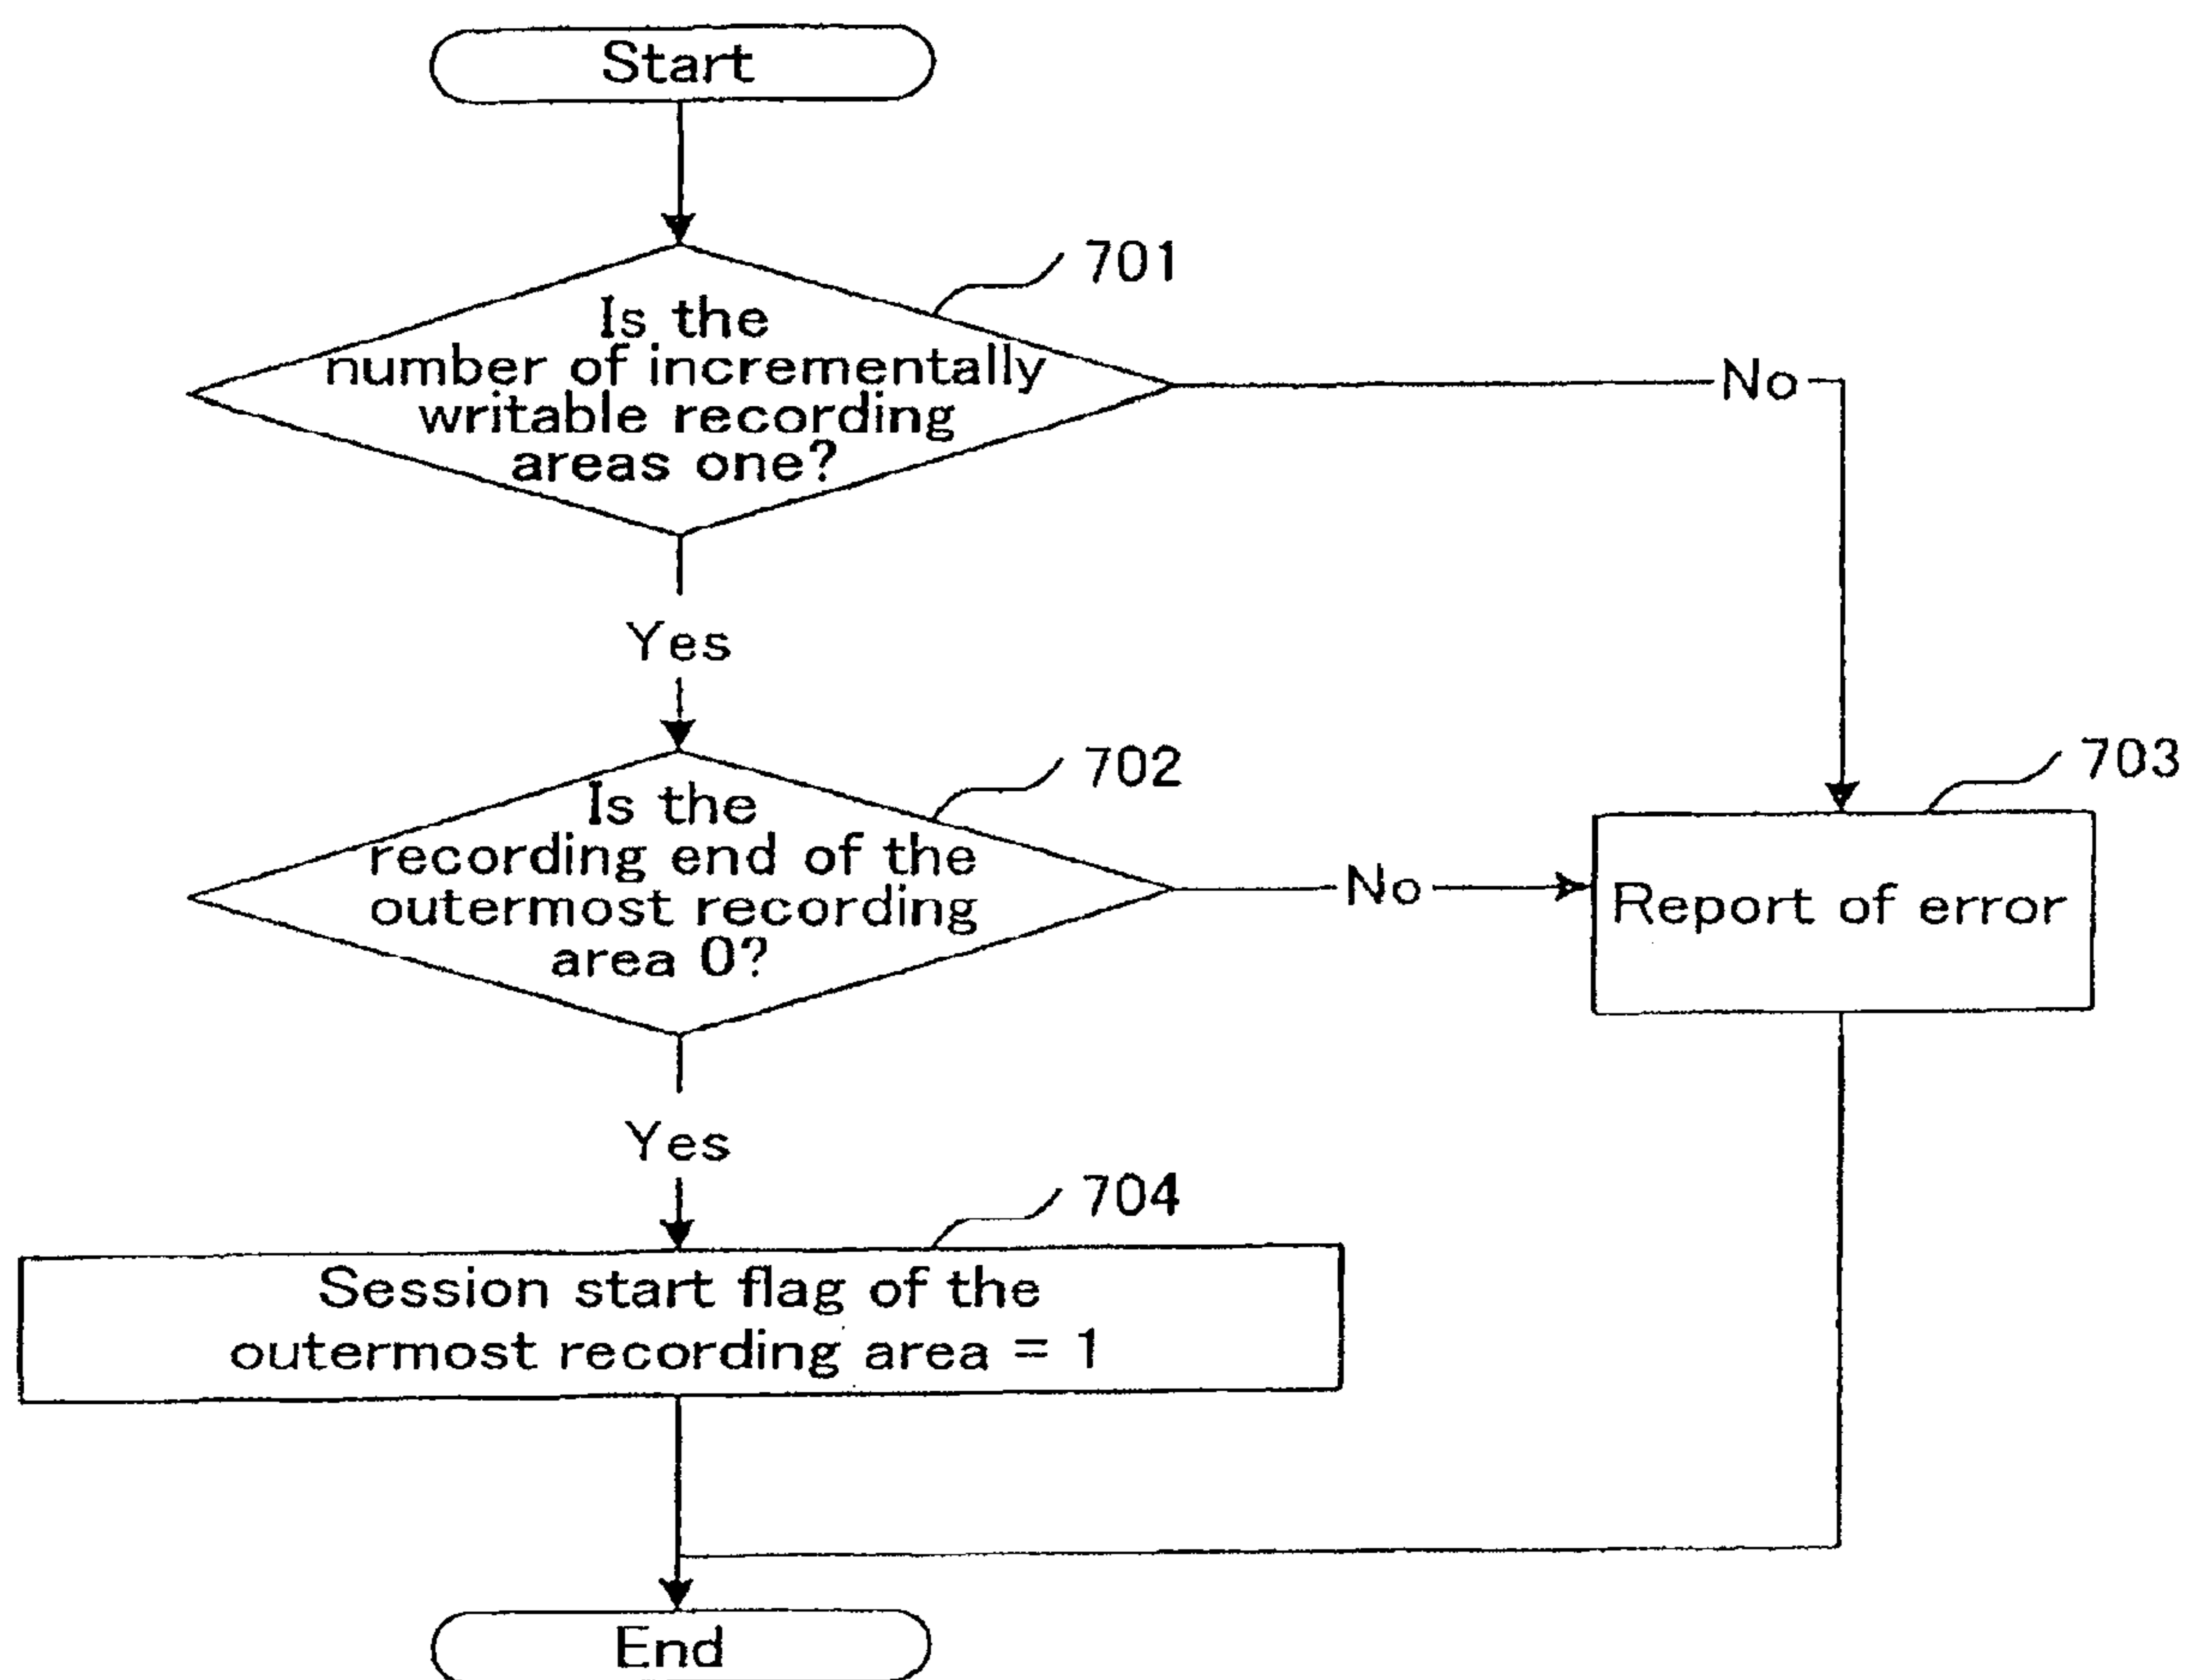 Start
701
Is the
number of incrementally
writable recording
areas one?
No
Yes
702
Is the
recording end of the
outermost recording
area 0?
No
703
Report of error
Yes
704
Session start flag of the
outermost recording area = 1
End